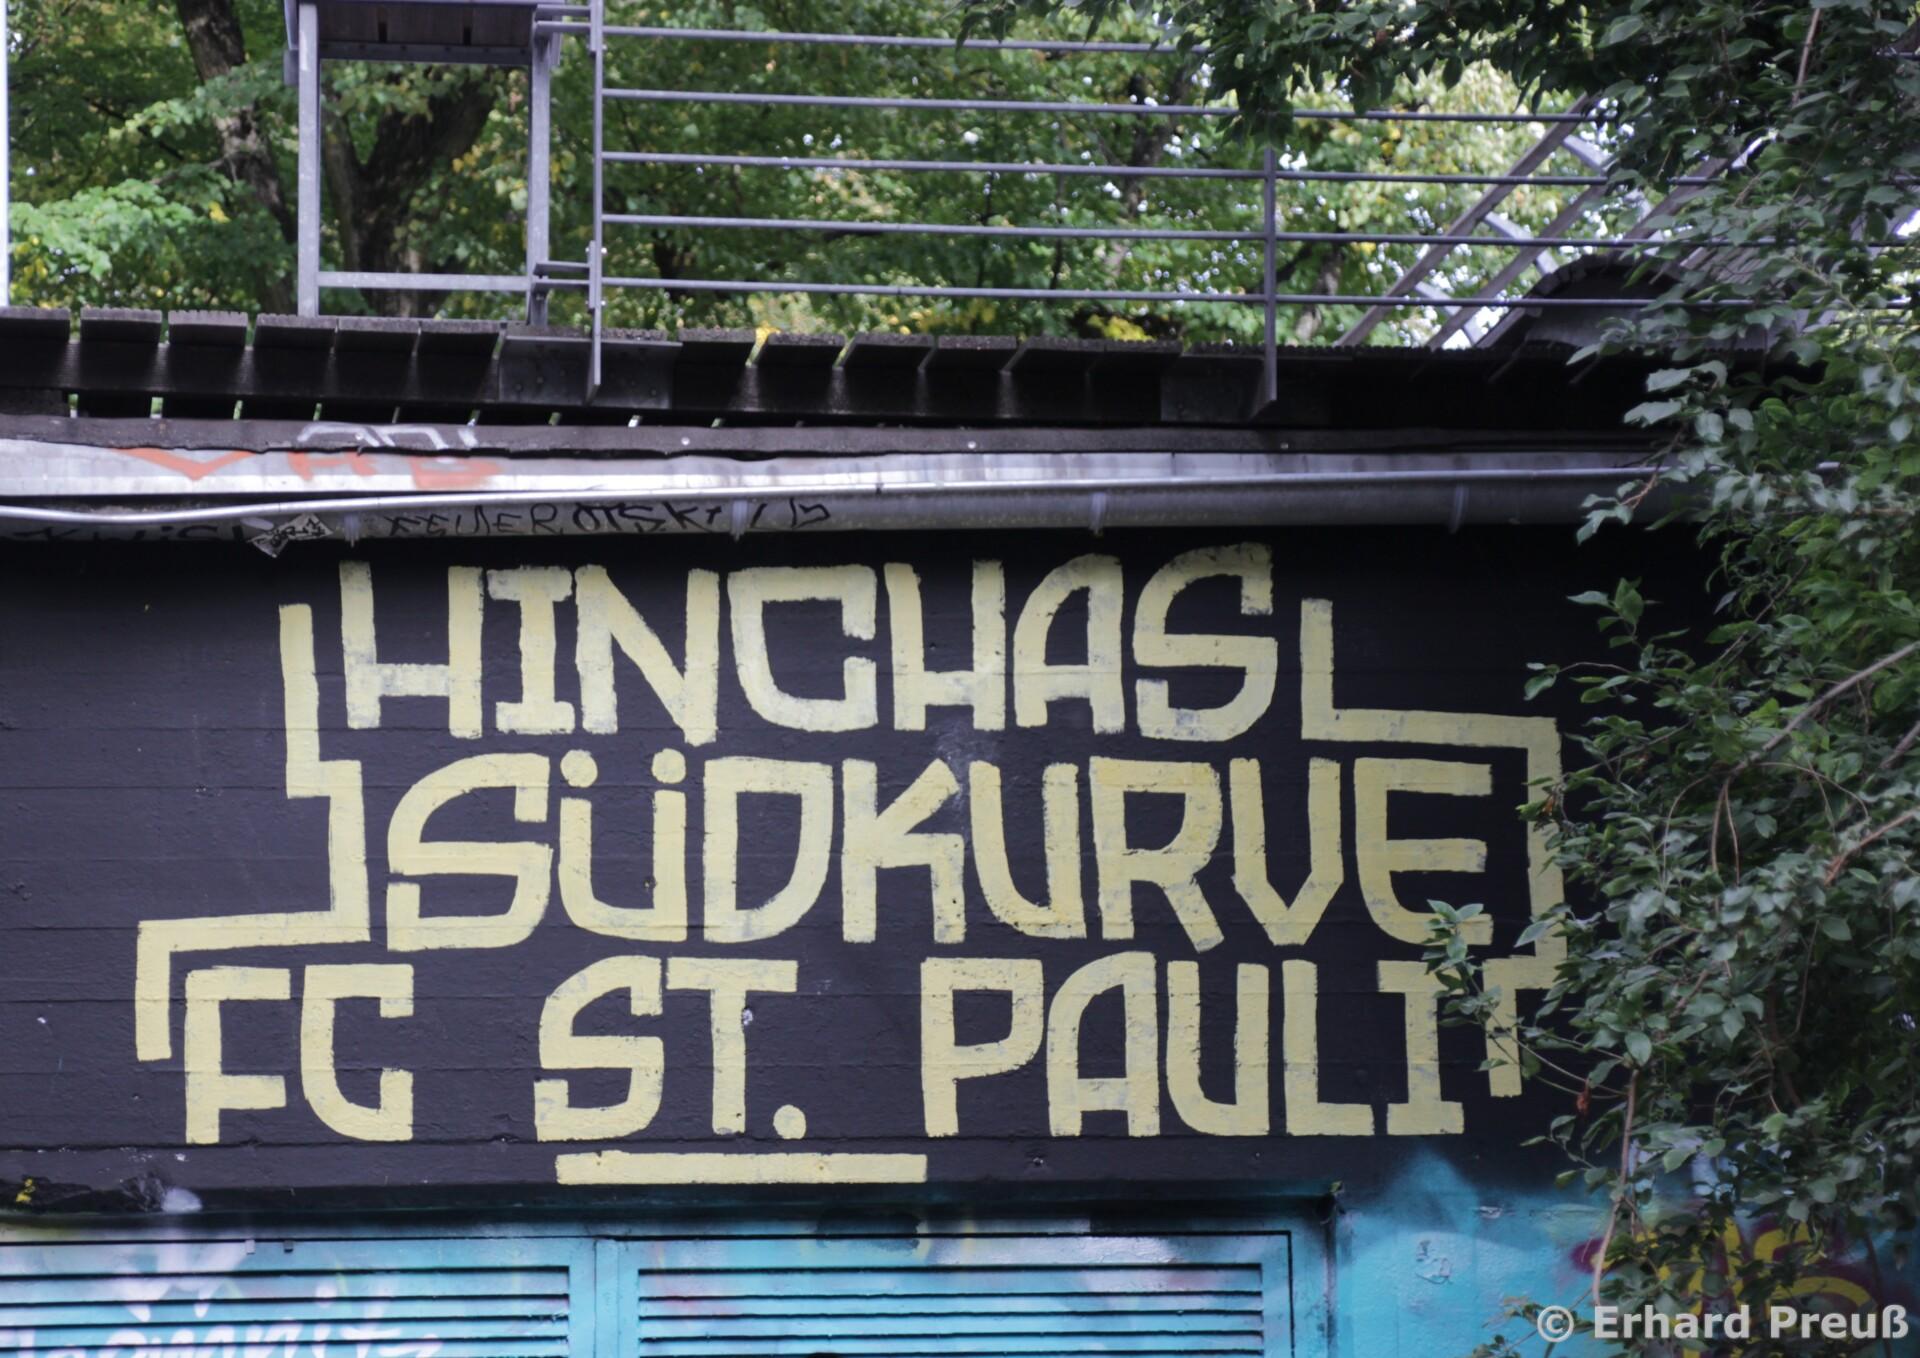 HINCHAS
SÜDKURVE
FC ST. PAULI
© Erhard Preuß